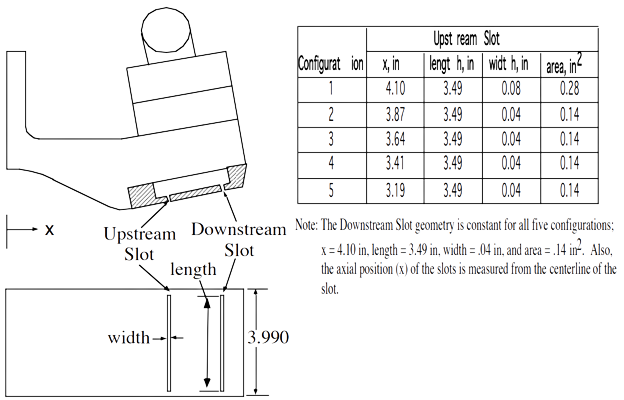 Upst ream Slot
Configurat ion x, in lengt h, in widt h, in area, in2
1 4.10 3.49 0.08 0.28
2 3.87 3.49 0.04 0.14
3 3.64 3.49 0.04 0.14
4 3.41 3.49 0.04 0.14
5 3.19 3.49 0.04 0.14
Note: The Downstream Slot geometry is constant for all five configurations;
x = 4.10 in, length = 3.49 in, width = .04 in, and area = .14 in2. Also,
the axial position (x) of the slots is measured from the centerline of the
slot.
x
Upstream
Slot
Downstream
Slot
length
width
3.990